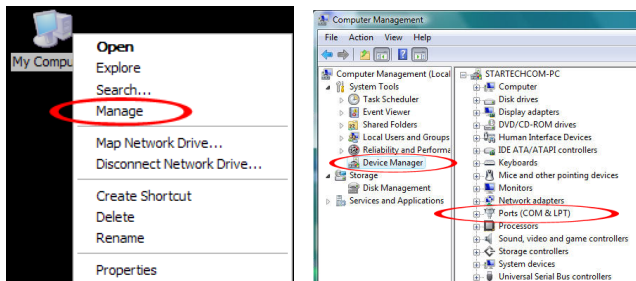 My Compu
Open
Explore
Search...
Manage
Map Network Drive...
Disconnect Network Drive...
Create Shortcut
Delete
Rename
Properties
Computer Management
File Action View Help
Computer Management (Local
System Tools
Task Scheduler
Event Viewer
Shared Folders
Local Users and Groups
Reliability and Performa
Device Manager
Storage
Disk Management
Services and Applications
STARTECHCOM-PC
Computer
Disk drives
Display adapters
DVD/CD-ROM drives
Human Interface Devices
IDE ATA/ATAPI controllers
Keyboards
Mice and other pointing devices
Monitors
Network adapters
Ports (COM & LPT)
Processors
Sound, video and game controllers
Storage controllers
System devices
Universal Serial Bus controllers